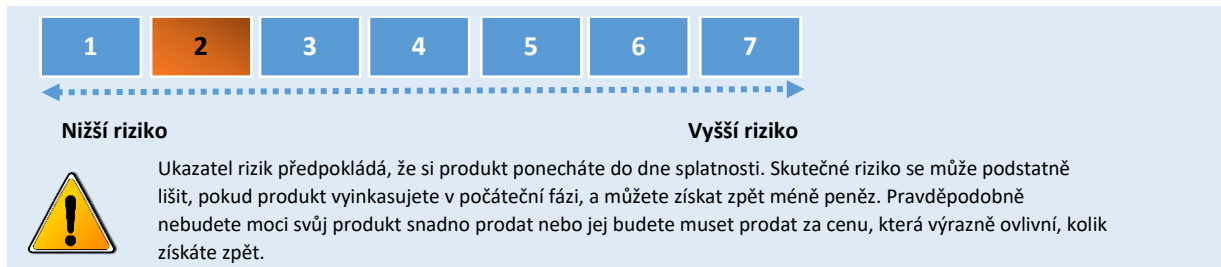 1 2 3 4 5 6 7
Nižší riziko Vyšší riziko
Ukazatel rizik předpokládá, že si produkt ponecháte do dne splatnosti. Skutečné riziko se může podstatně
lišit, pokud produkt vyinkasujete v počáteční fázi, a můžete získat zpět méně peněz. Pravděpodobně
nebudete moci svůj produkt snadno prodat nebo jej budete muset prodat za cenu, která výrazně ovlivní, kolik
získáte zpět.